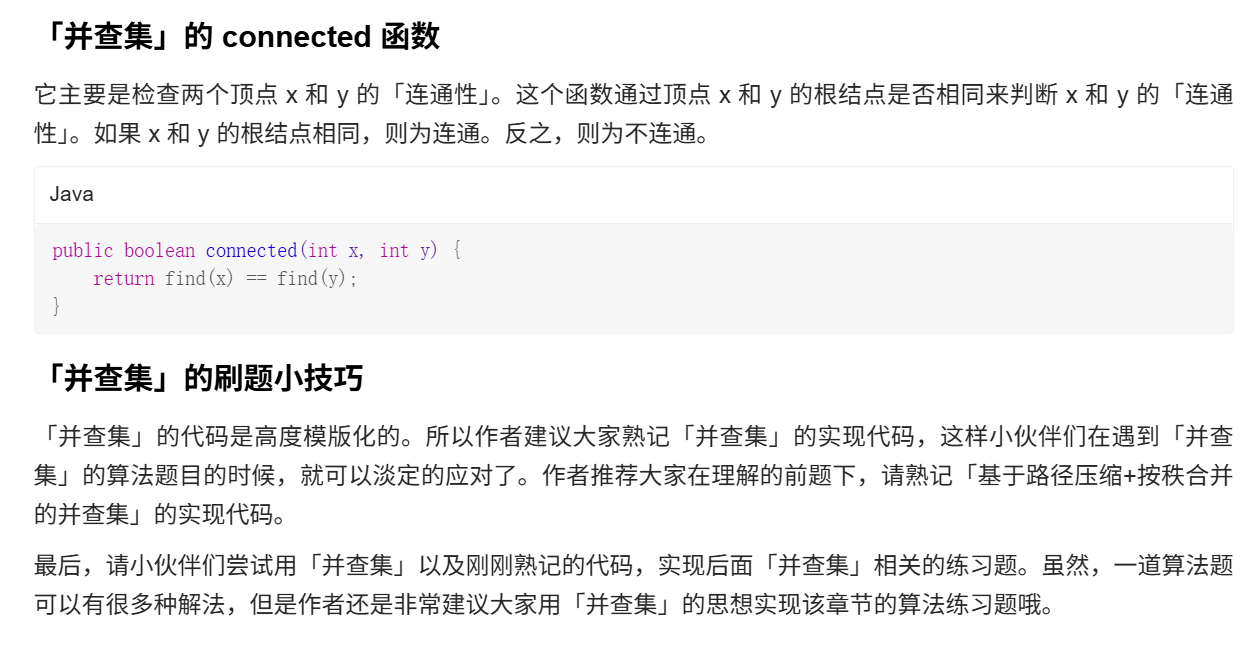 「并查集」的 connected 函数
它主要是检查两个顶点 x 和 y 的「连通性」。这个函数通过顶点 x 和 y 的根结点是否相同来判断 x 和 y 的「连通
性」。如果 x 和 y 的根结点相同，则为连通。反之，则为不连通。
Java
public boolean connected(int x, int y) {
    return find(x) == find(y);
}
「并查集」的刷题小技巧
「并查集」的代码是高度模版化的。所以作者建议大家熟记「并查集」的实现代码，这样小伙伴们在遇到「并查
集」的算法题目的时候，就可以淡定的应对了。作者推荐大家在理解的前题下，请熟记「基于路径压缩+按秩合并
的并查集」的实现代码。
最后，请小伙伴们尝试用「并查集」以及刚刚熟记的代码，实现后面「并查集」相关的练习题。虽然，一道算法题
可以有很多种解法，但是作者还是非常建议大家用「并查集」的思想实现该章节的算法练习题哦。